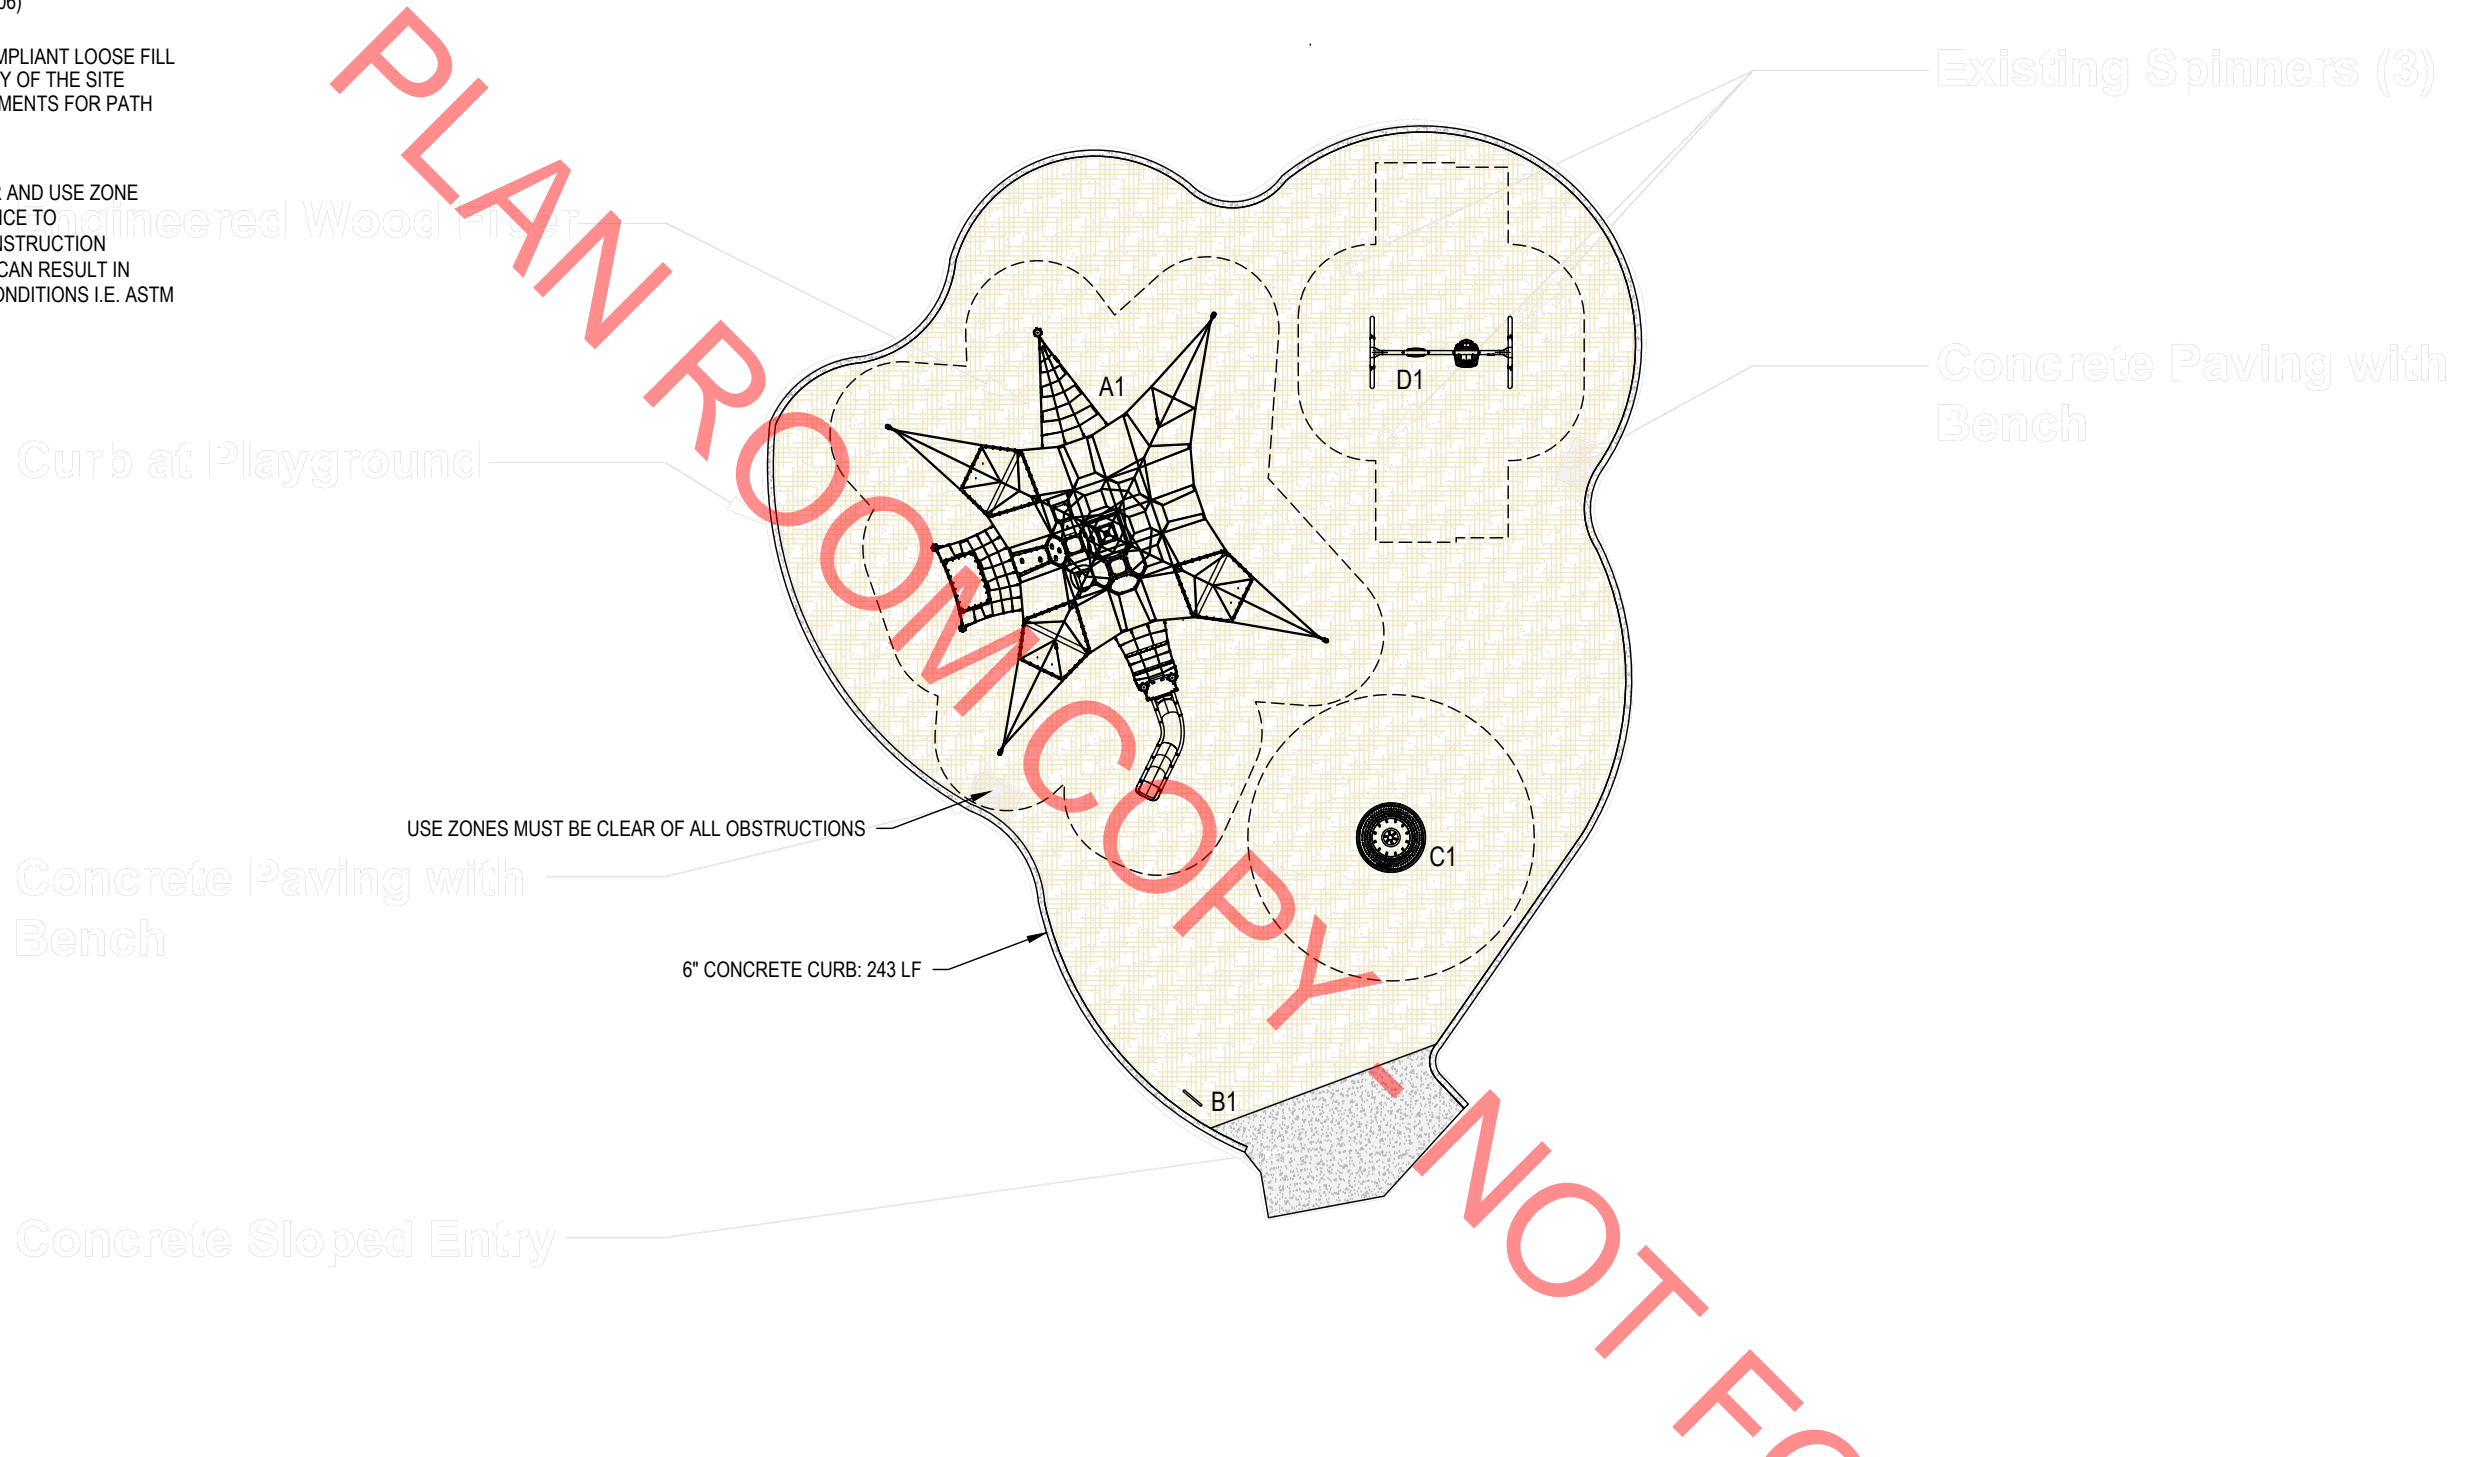 06)
MPLIANT LOOSE FILL
Y OF THE SITE
MENTS FOR PATH
R AND USE ZONE
NCE TO
NSTRUCTION
CAN RESULT IN
ONDITIONS I.E. ASTM
Engineered Wood Fiber
Curb at Playground
Concrete Paving with
Bench
Concrete Sloped Entry
Existing Spinners (3)
Concrete Paving with
Bench
A1
D1
C1
B1
USE ZONES MUST BE CLEAR OF ALL OBSTRUCTIONS
6" CONCRETE CURB: 243 LF
PLAN ROOM COPY - NOT FO